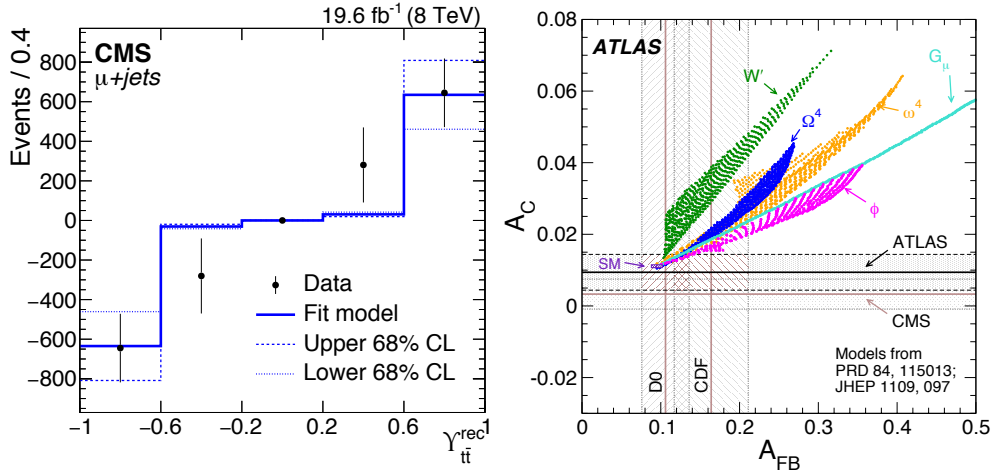 19.6 fb⁻¹ (8 TeV)
CMS
μ+jets
Events / 0.4
800
600
400
200
0
−200
−400
−600
−800
Data
Fit model
Upper 68% CL
Lower 68% CL
−1 −0.6 −0.2 0.2 0.6 1
ϒ rec tt̄
ATLAS
A_C
0.08
0.06
0.04
0.02
0
-0.02
W′
Ω⁴
ω⁴
G_μ
ϕ
SM
ATLAS
CMS
D0
CDF
Models from
PRD 84, 115013;
JHEP 1109, 097
0 0.1 0.2 0.3 0.4 0.5
A_FB